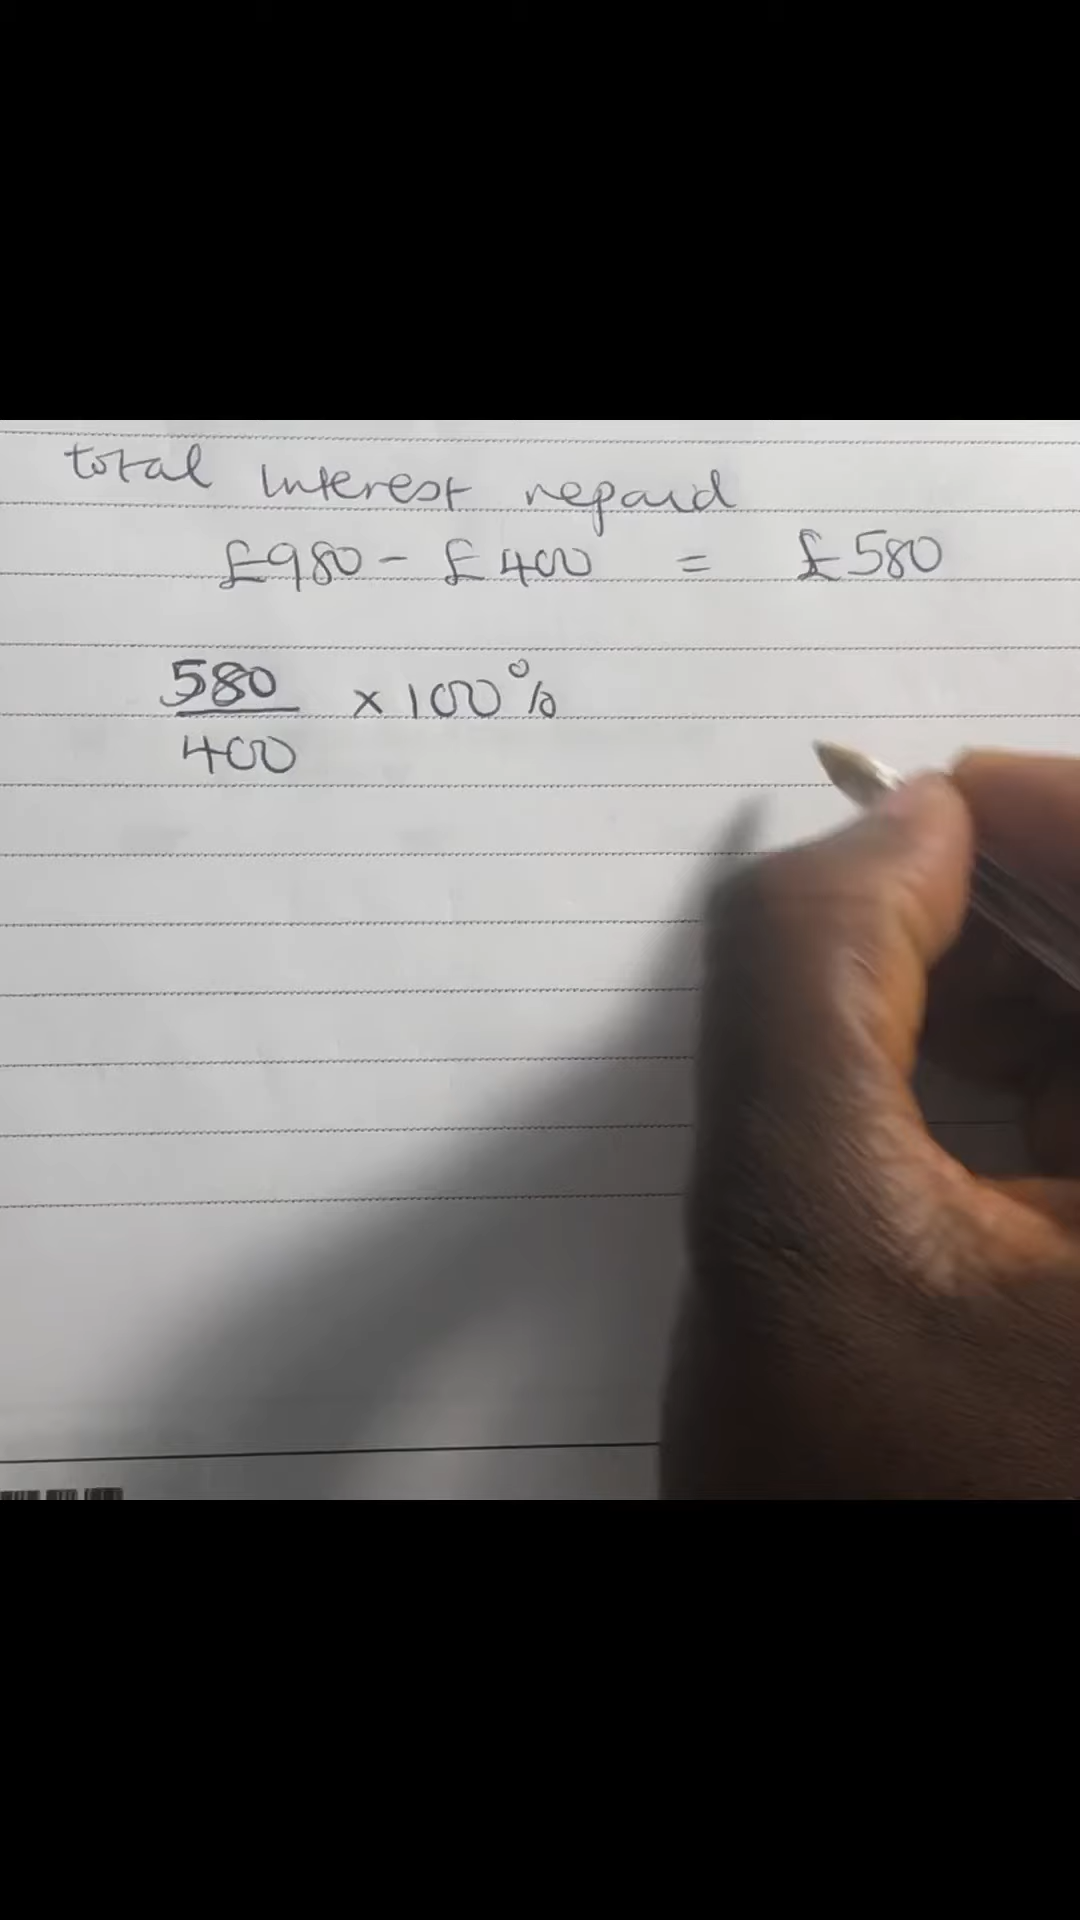 total interest repaid
£980 - £400 = £580
580
400
× 100%